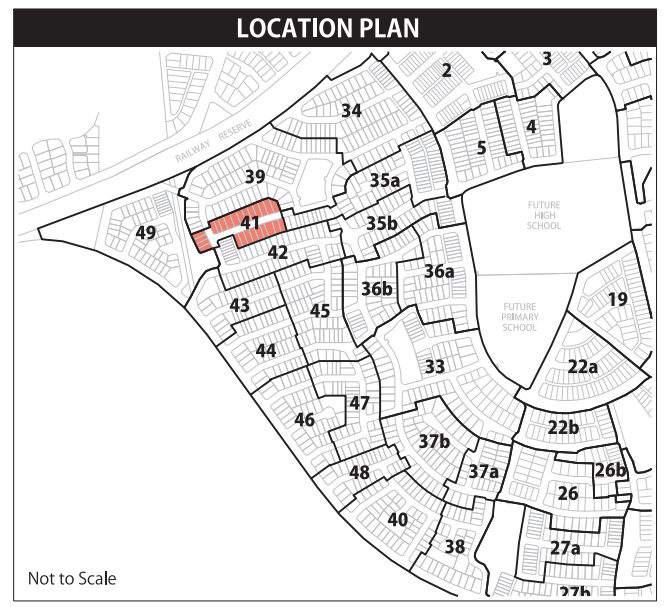 LOCATION PLAN
2
3
34
4
RAILWAY RESERVE
5
39
35a
FUTURE
HIGH
SCHOOL
41
35b
49
42
36a
36b
19
43
45
FUTURE
PRIMARY
SCHOOL
44
33
22a
47
46
22b
37b
48
37a
26b
26
40
38
27a
27b
Not to Scale